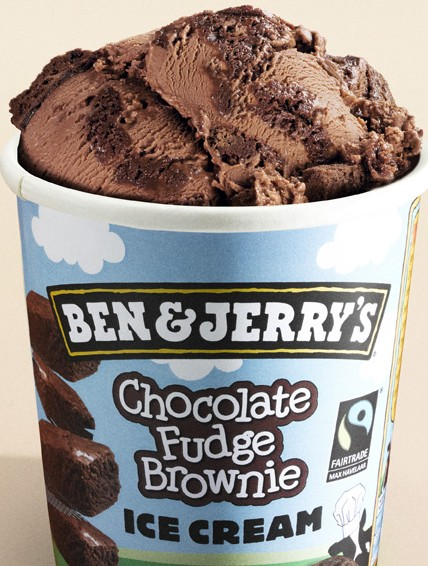 BEN & JERRY'S
Chocolate
Fudge
Brownie
ICE CREAM
FAIRTRADE
MAX HAVELAAR